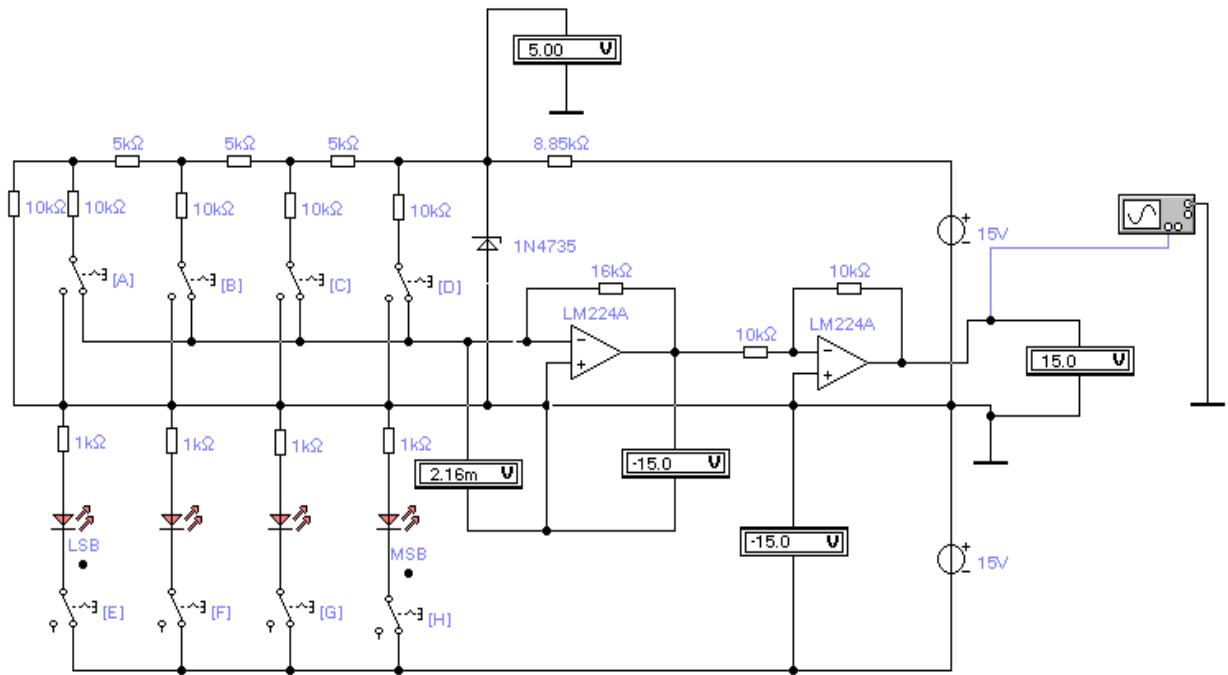 5.00 V
5kΩ 5kΩ 5kΩ 8.85kΩ
10kΩ 10kΩ 10kΩ 10kΩ 10kΩ
+
15V
-
1N4735
[A] [B] [C] [D]
16kΩ 10kΩ
LM224A LM224A
-
+
10kΩ
-
+
15.0 V
1kΩ 1kΩ 1kΩ 1kΩ
2.16m V
-15.0 V
LSB MSB
-15.0 V
+
15V
-
[E] [F] [G] [H]